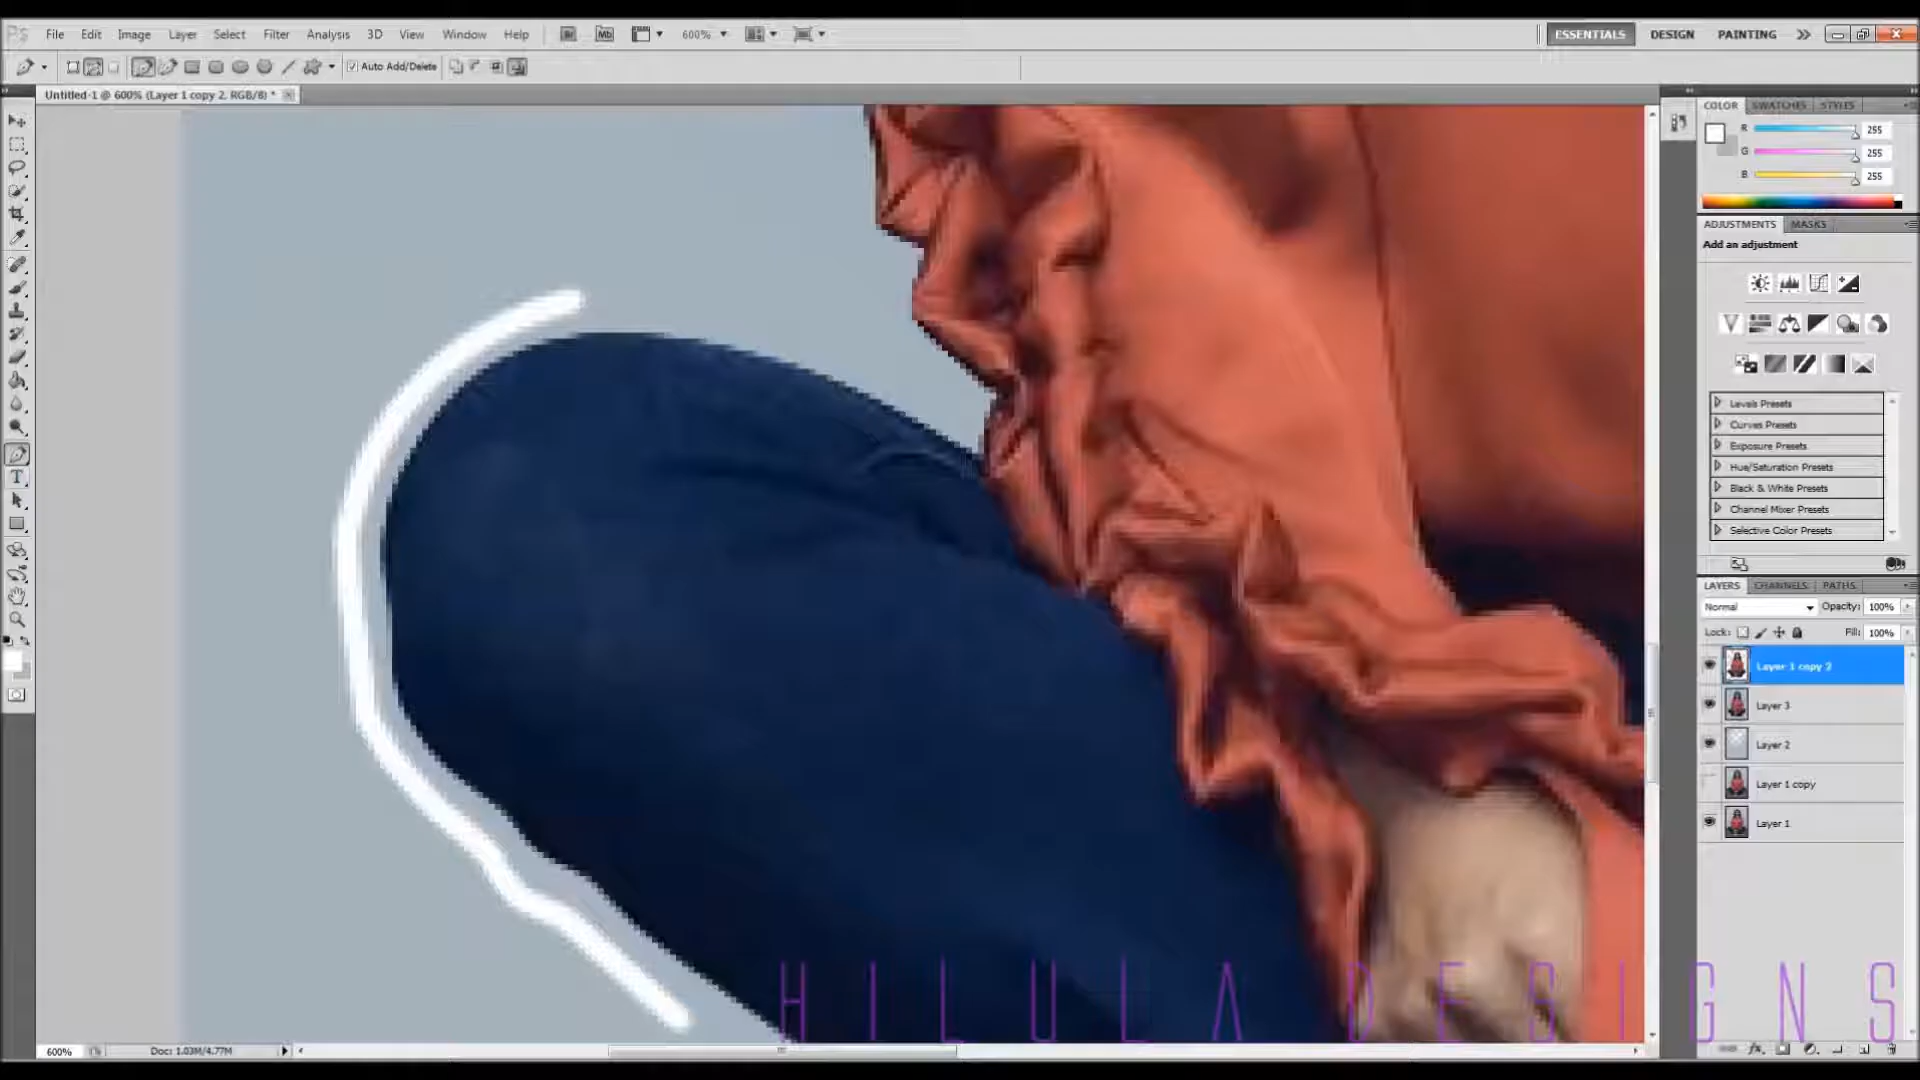 Ps File Edit Image Layer Select Filter Analysis 3D View Window Help Br Mb 600% ESSENTIALS DESIGN PAINTING
Auto Add/Delete
Untitled-1 @ 600% (Layer 1 copy 2, RGB/8) *
COLOR SWATCHES STYLES
R 255
G 255
B 255
ADJUSTMENTS MASKS
Add an adjustment
Levels Presets
Curves Presets
Exposure Presets
Hue/Saturation Presets
Black & White Presets
Channel Mixer Presets
Selective Color Presets
LAYERS CHANNELS PATHS
Normal Opacity: 100%
Lock: Fill: 100%
Layer 1 copy 2
Layer 3
Layer 2
Layer 1 copy
Layer 1
HILULA DESIGNS
600% Doc: 1.03M/4.77M